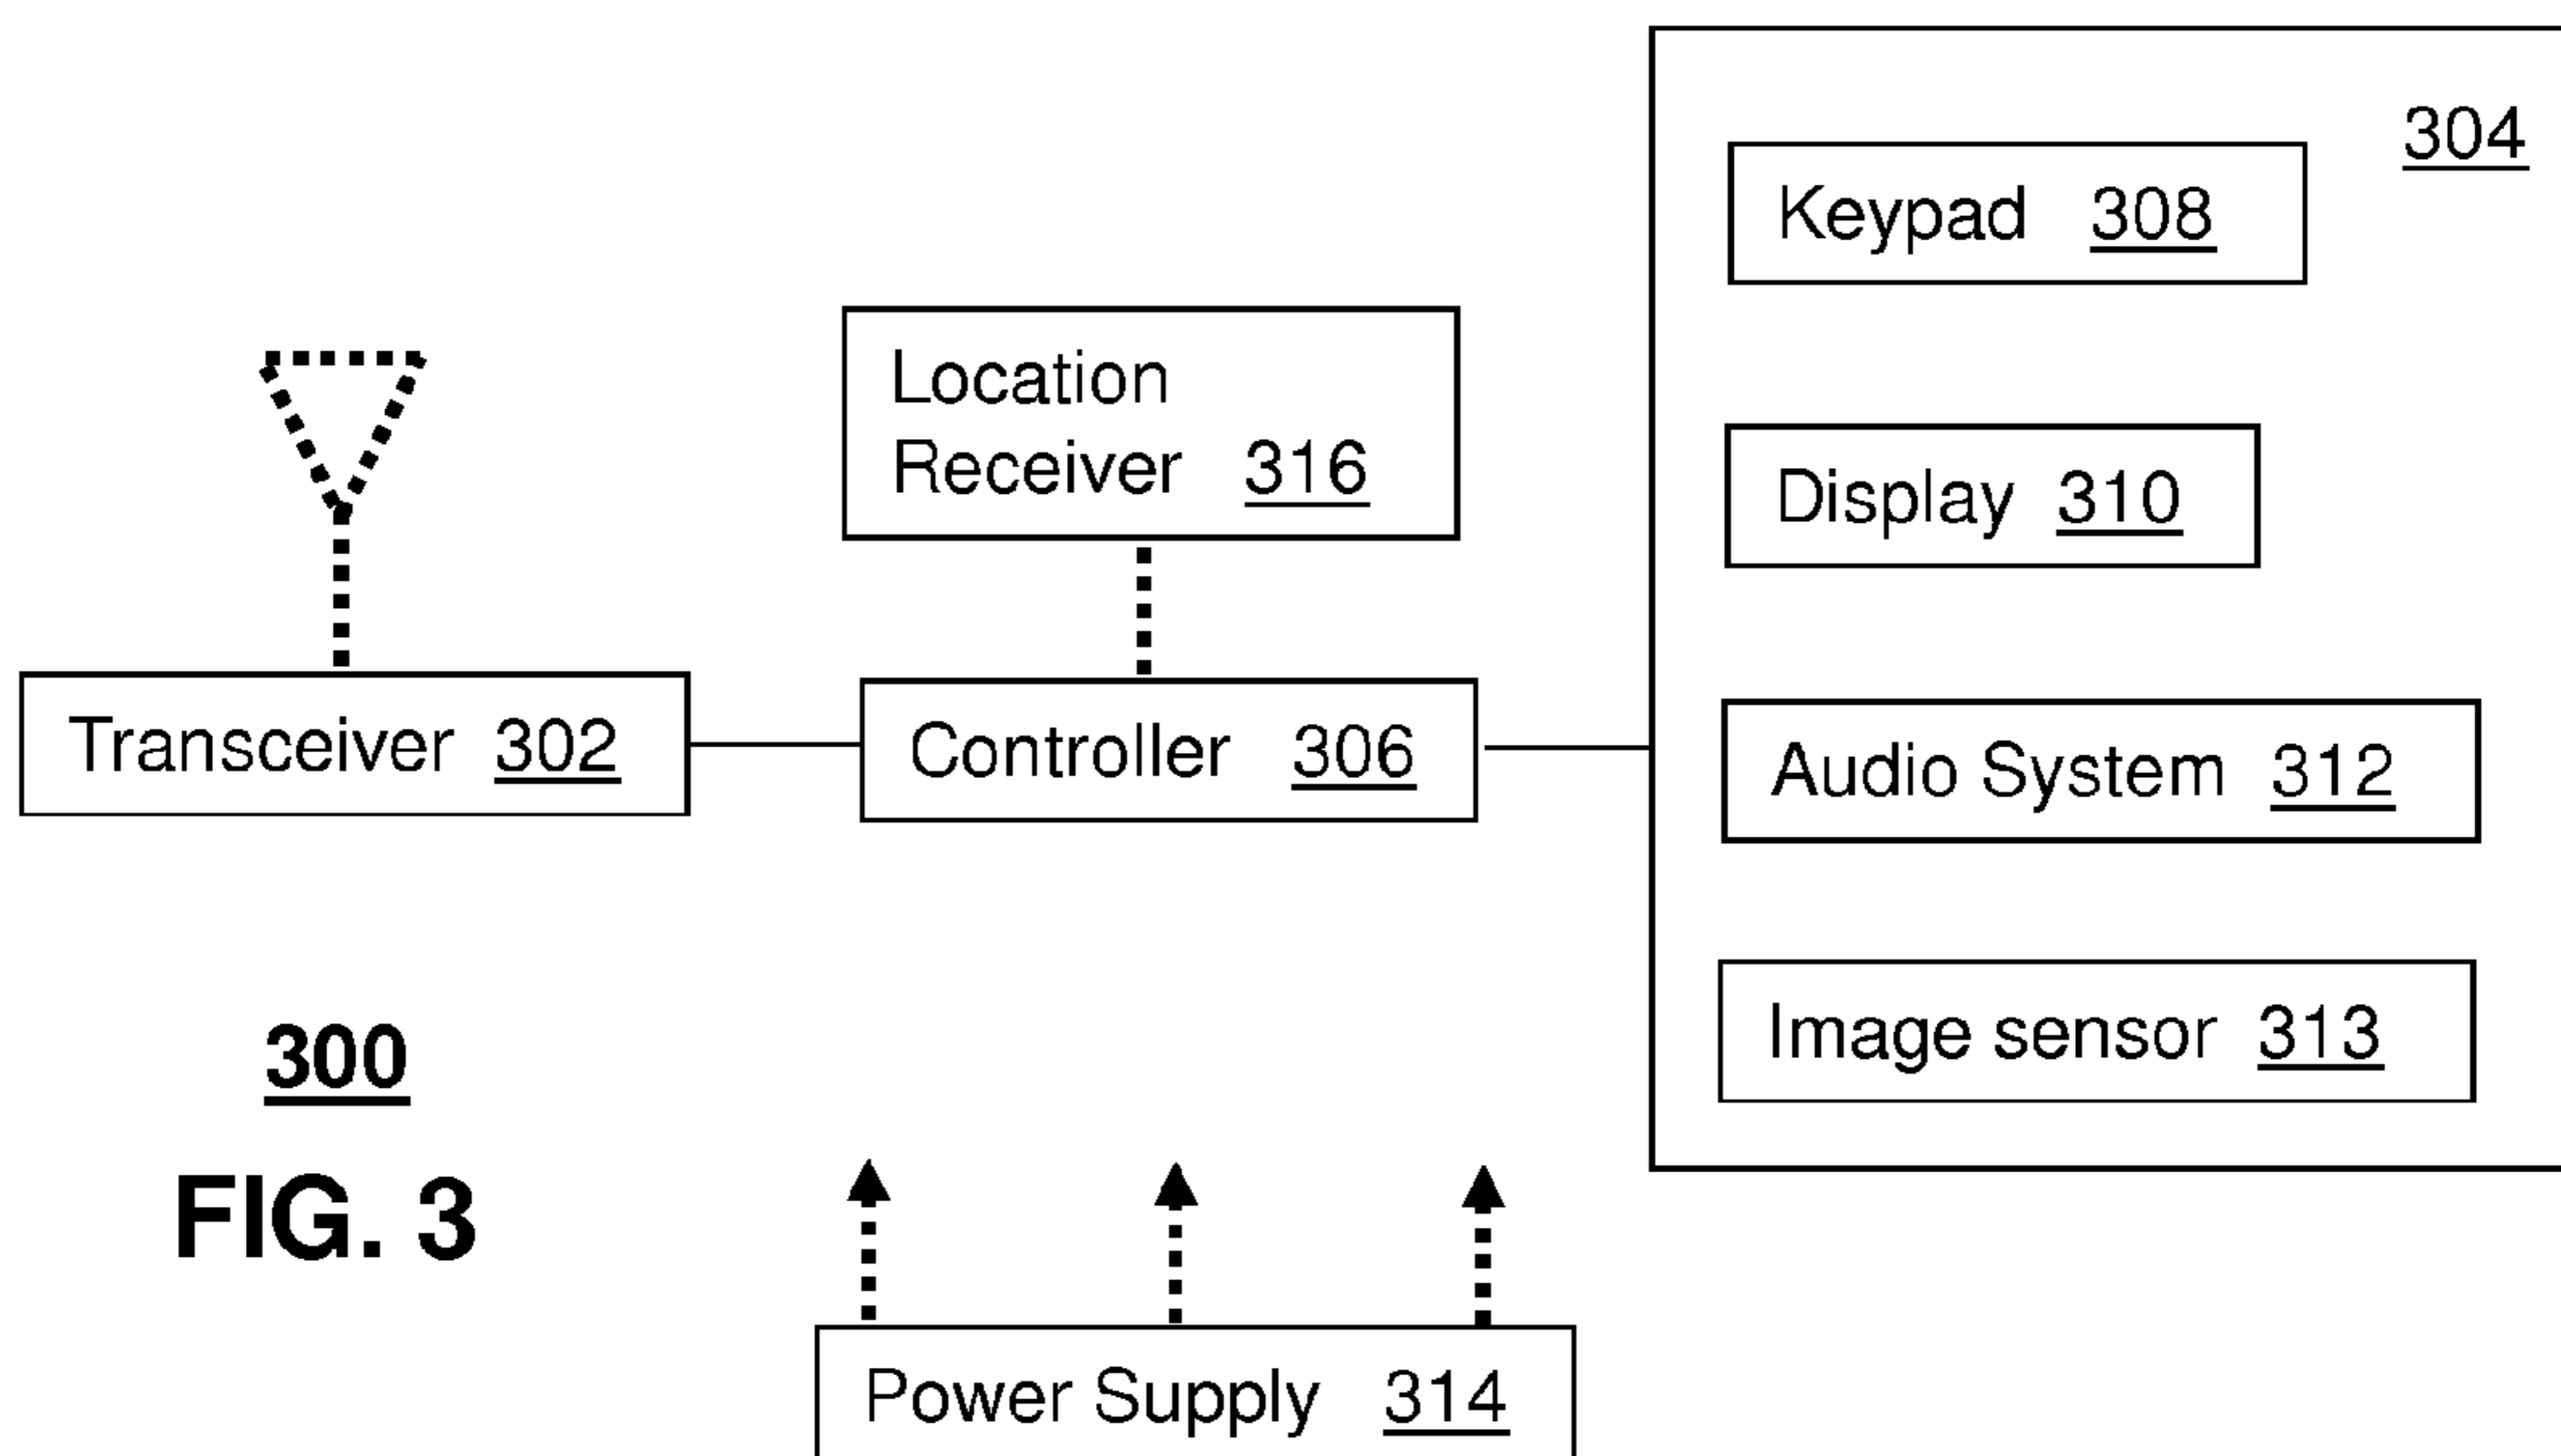 304
Keypad 308
Location
Receiver 316
Display 310
Transceiver 302
Controller 306
Audio System 312
Image sensor 313
300
FIG. 3
Power Supply 314